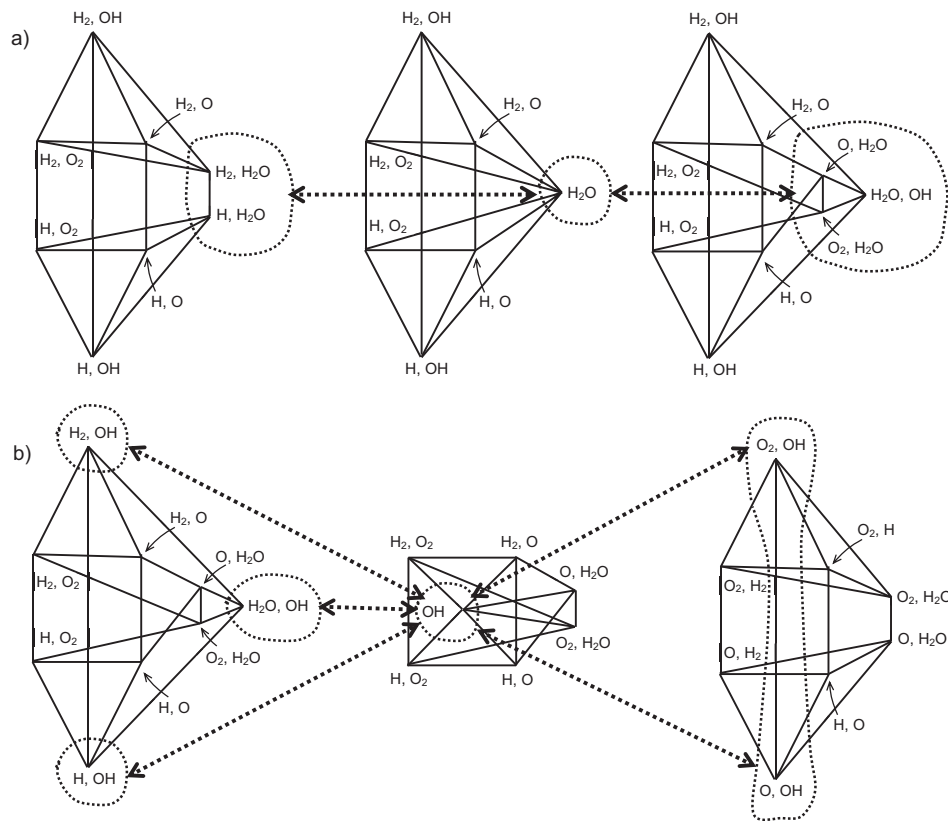 a)
H₂, OH
H₂, O
H₂, O₂
H₂, H₂O
H, H₂O
H, O₂
H, O
H, OH
H₂, OH
H₂, O
H₂, O₂
H₂O
H, O₂
H, O
H, OH
H₂, OH
H₂, O
O, H₂O
H₂, O₂
H₂O, OH
H, O₂
O₂, H₂O
H, O
H, OH
b)
H₂, OH
H₂, O
O, H₂O
H₂, O₂
H₂O, OH
H, O₂
O₂, H₂O
H, O
H, OH
H₂, O₂
H₂, O
O, H₂O
OH
O₂, H₂O
H, O₂
H, O
O₂, OH
O₂, H
O₂, H₂
O₂, H₂O
O, H₂
O, H₂O
H, O
O, OH